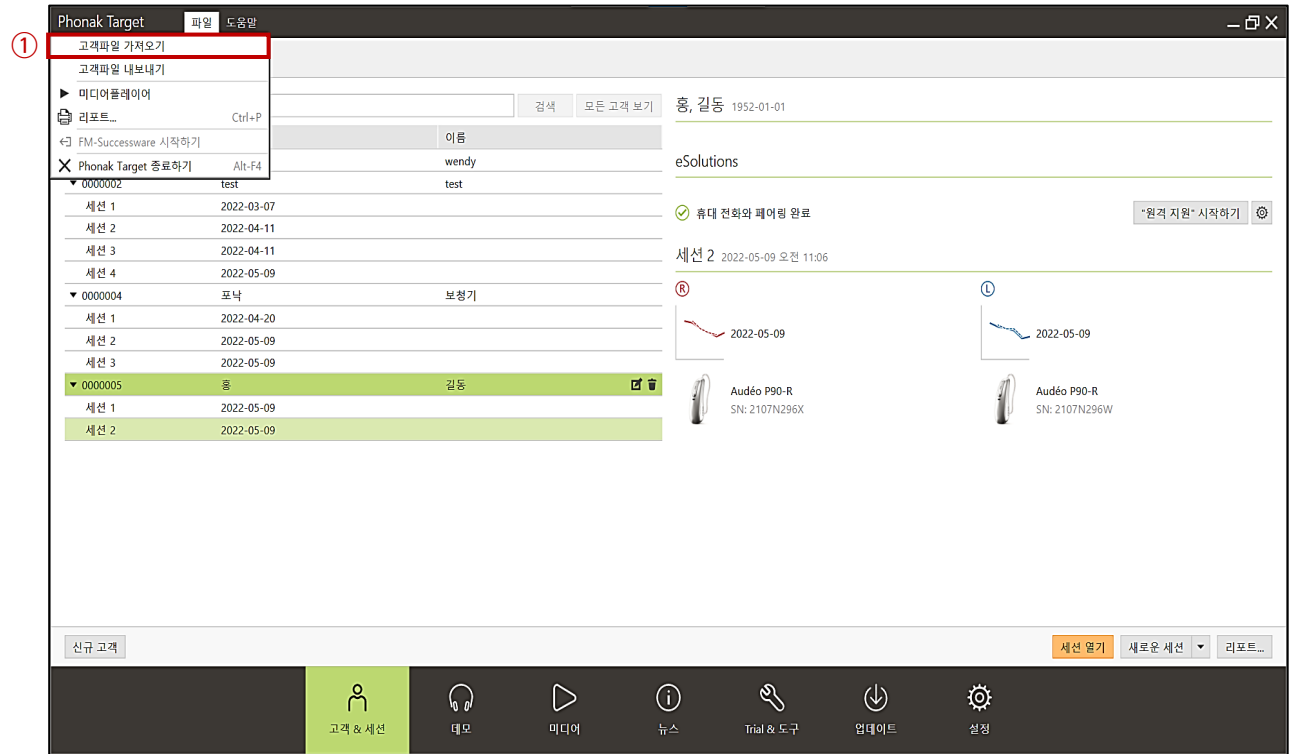 Phonak Target 파일 도움말
①
고객파일 가져오기
고객파일 내보내기
미디어플레이어
리포트... Ctrl+P
FM-Successware 시작하기
Phonak Target 종료하기 Alt-F4
검색 모든 고객 보기
이름
wendy
0000002 test test
세션 1 2022-03-07
세션 2 2022-04-11
세션 3 2022-04-11
세션 4 2022-05-09
0000004 포낙 보청기
세션 1 2022-04-20
세션 2 2022-05-09
세션 3 2022-05-09
0000005 홍 길동
세션 1 2022-05-09
세션 2 2022-05-09
홍, 길동 1952-01-01
eSolutions
휴대 전화와 페어링 완료 "원격 지원" 시작하기
세션 2 2022-05-09 오전 11:06
R L
2022-05-09 2022-05-09
Audéo P90-R Audéo P90-R
SN: 2107N296X SN: 2107N296W
신규 고객 세션 열기 새로운 세션 리포트...
고객 & 세션 데모 미디어 뉴스 Trial & 도구 업데이트 설정